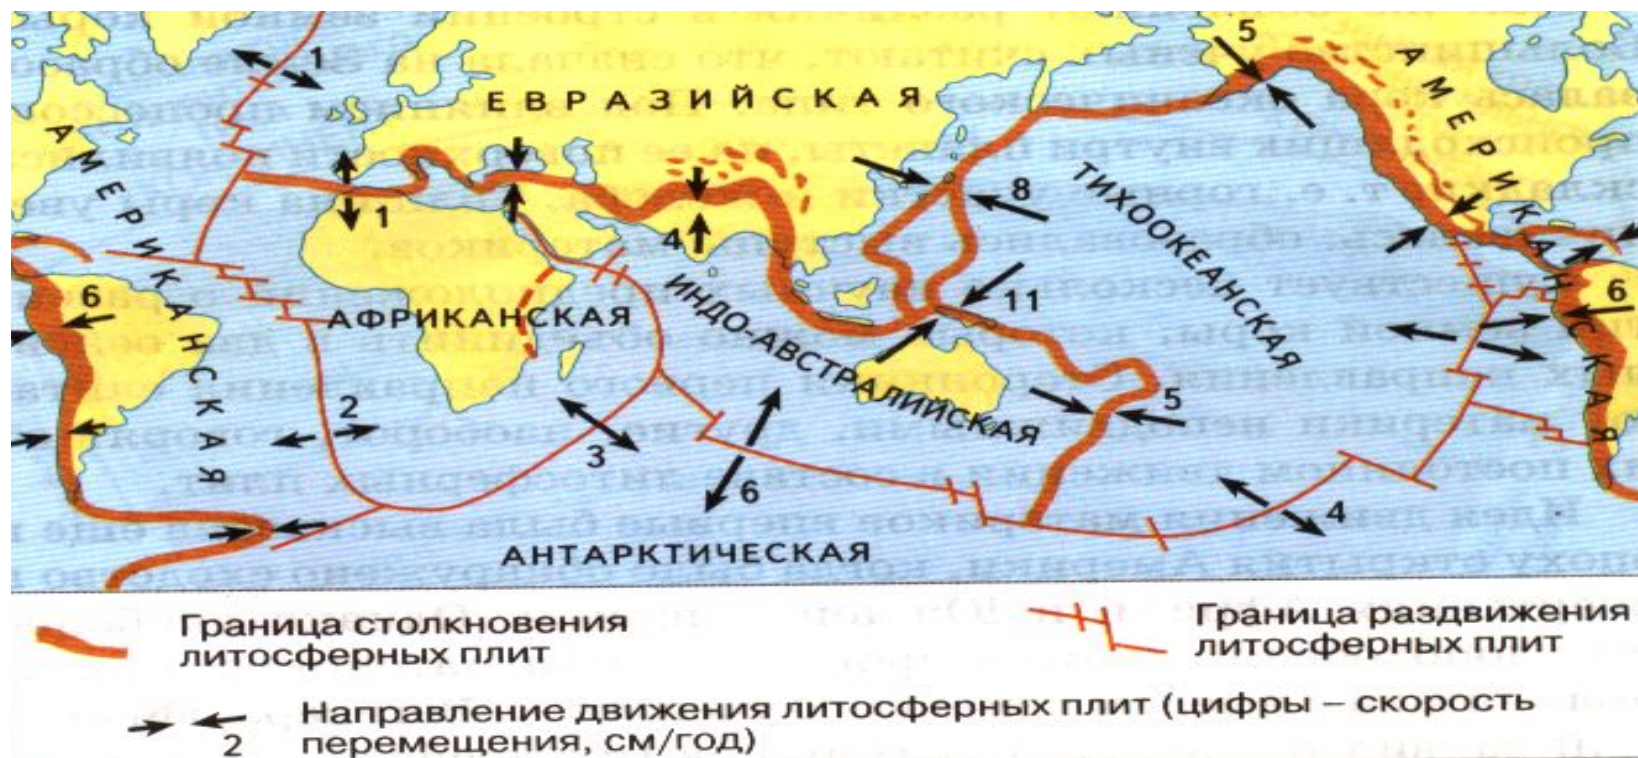 ЕВРАЗИЙСКАЯ
АМЕРИКАНСКАЯ
АФРИКАНСКАЯ
ИНДО-АВСТРАЛИЙСКАЯ
ТИХООКЕАНСКАЯ
АМЕРИКАНСКАЯ
АНТАРКТИЧЕСКАЯ
1
1
5
4
8
6
11
6
2
5
3
6
4
Граница столкновения
литосферных плит
Граница раздвижения
литосферных плит
Направление движения литосферных плит (цифры – скорость
2 перемещения, см/год)